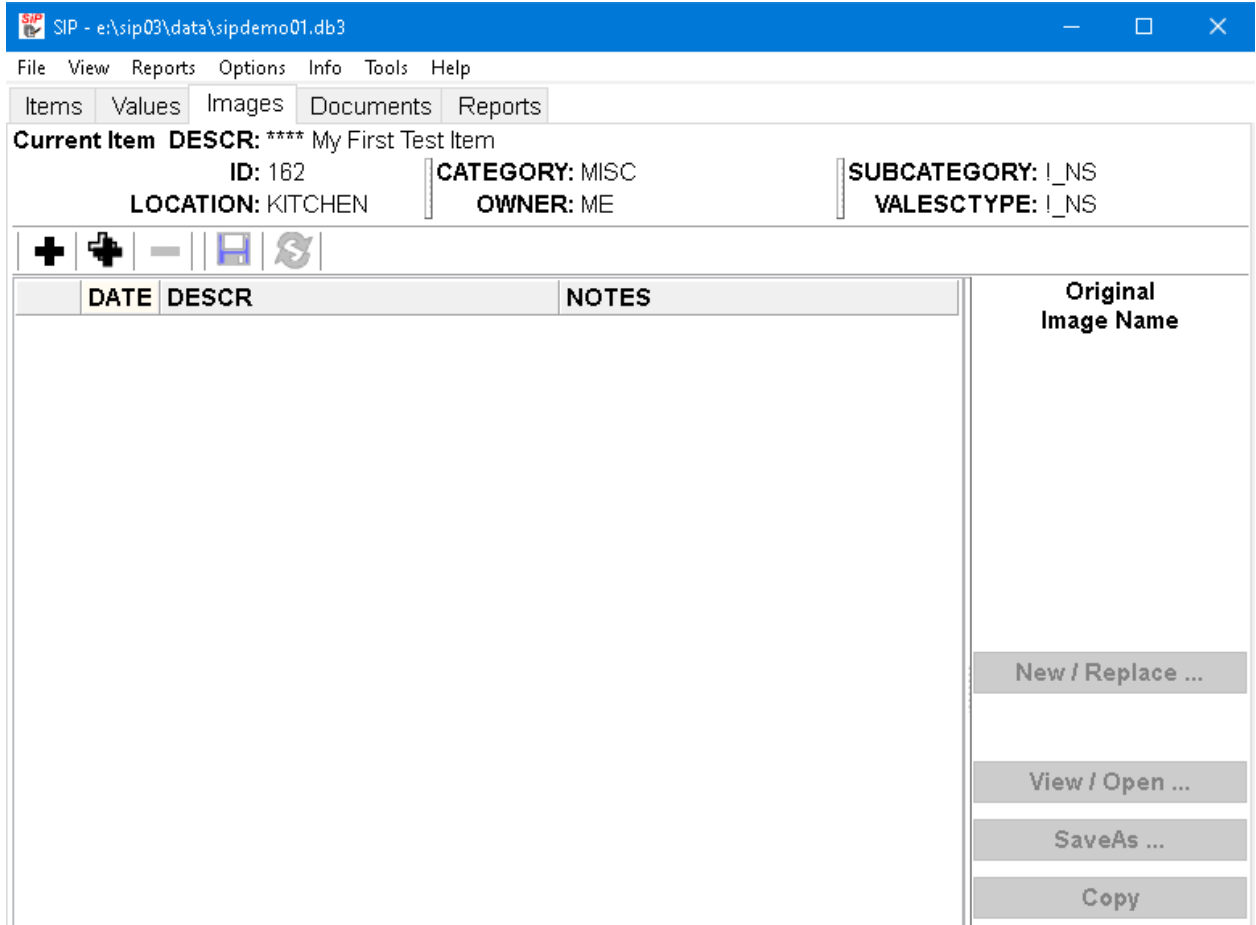 SIP
SIP - e:\sip03\data\sipdemo01.db3
File View Reports Options Info Tools Help
Items Values Images Documents Reports
Current Item DESCR: **** My First Test Item
ID: 162 CATEGORY: MISC SUBCATEGORY: !_NS
LOCATION: KITCHEN OWNER: ME VALESCTYPE: !_NS
DATE DESCR NOTES
Original
Image Name
New / Replace ...
View / Open ...
SaveAs ...
Copy